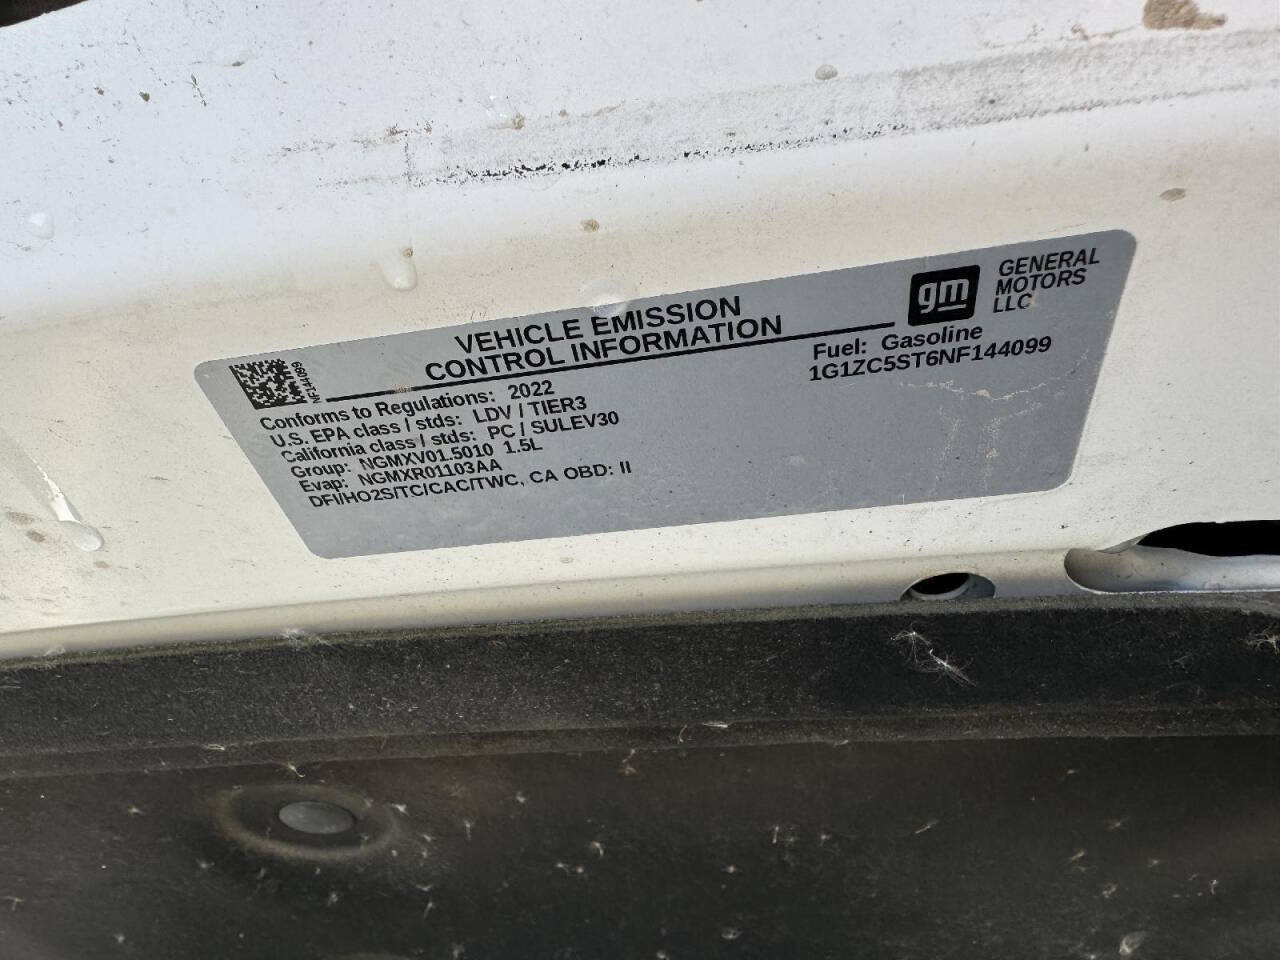 VEHICLE EMISSION
CONTROL INFORMATION
gm
GENERAL
MOTORS
LLC
NF144099
Conforms to Regulations: 2022
U.S. EPA class / stds: LDV / TIER3
California class / stds: PC / SULEV30
Group: NGMXV01.5010 1.5L
Evap: NGMXR01103AA
DFI/HO2S/TC/CAC/TWC, CA OBD: II
Fuel: Gasoline
1G1ZC5ST6NF144099